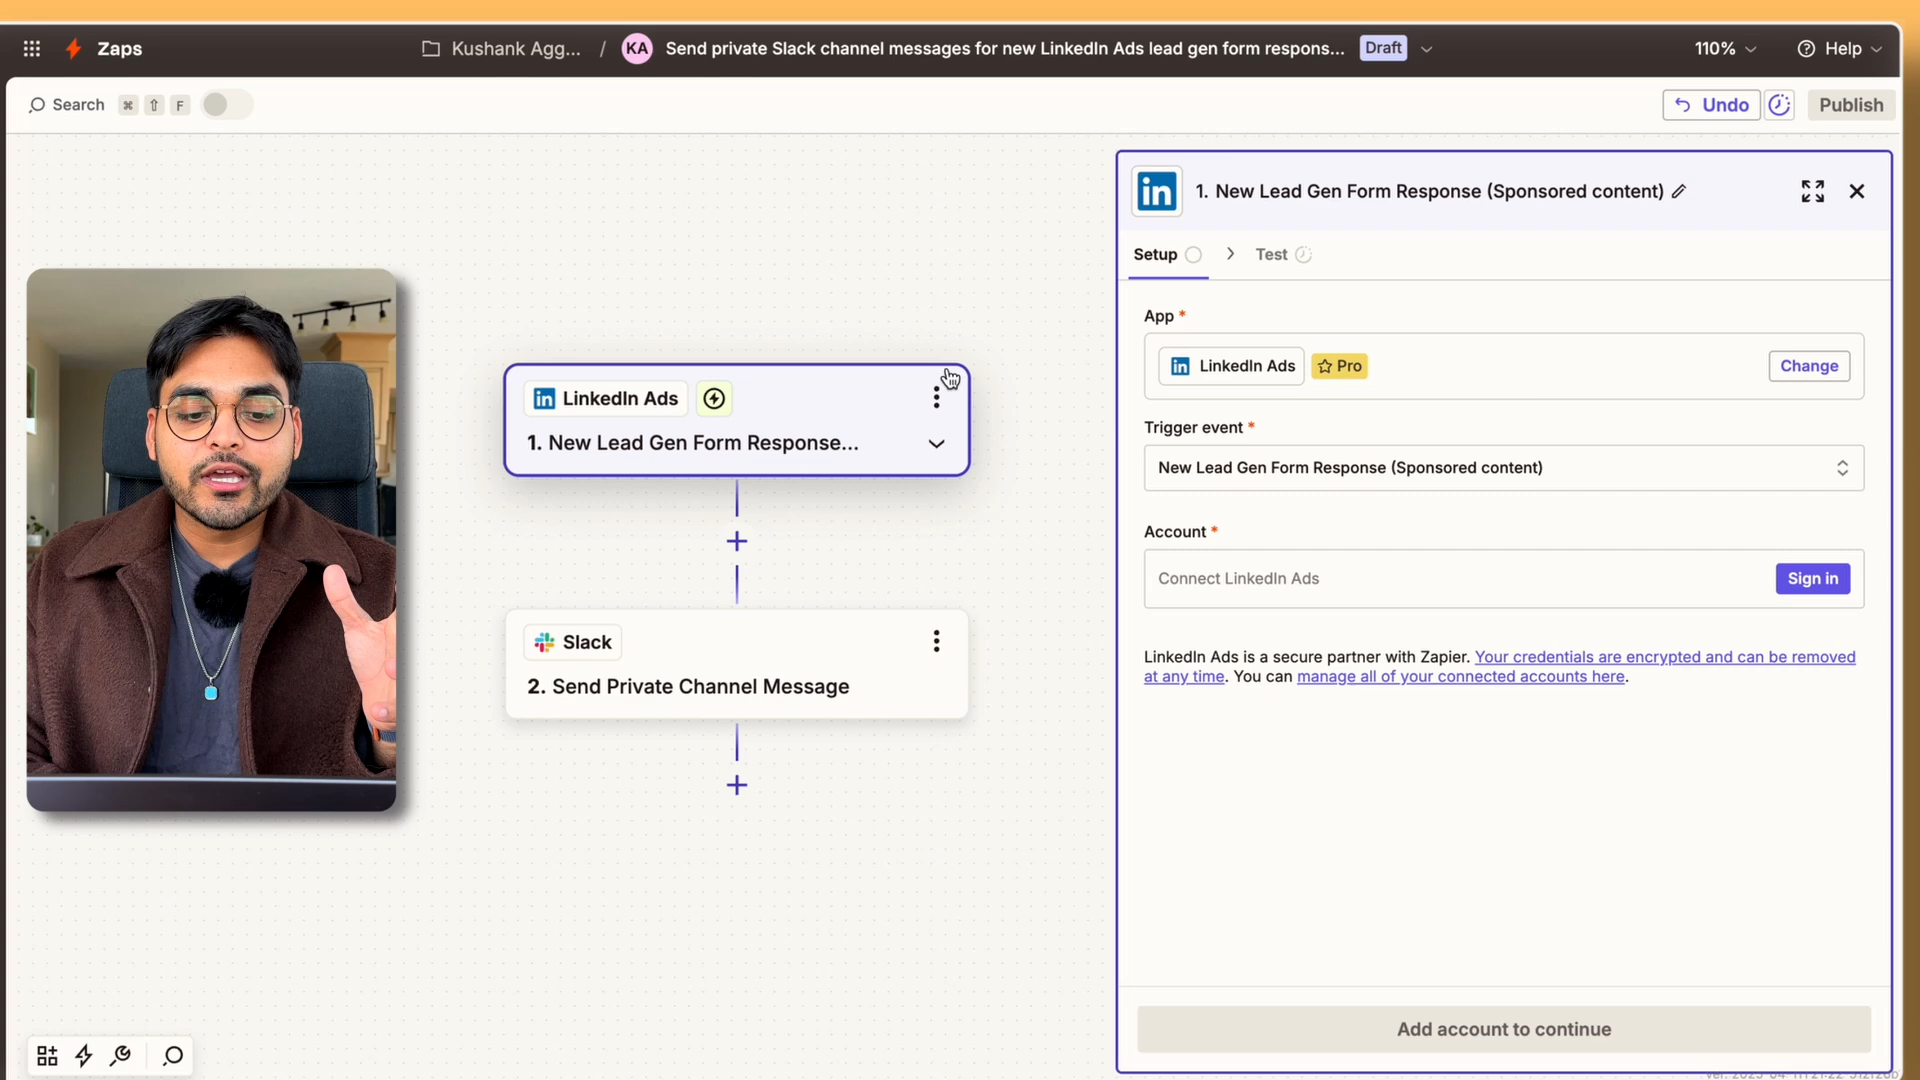 Zaps
Kushank Agg... / KA Send private Slack channel messages for new LinkedIn Ads lead gen form respons... Draft
110%
Help
Search ⌘ ⇧ F
Undo
Publish
in 1. New Lead Gen Form Response (Sponsored content)
Setup
Test
App *
in LinkedIn Ads
Pro
Change
Trigger event *
New Lead Gen Form Response (Sponsored content)
Account *
Connect LinkedIn Ads
Sign in
LinkedIn Ads is a secure partner with Zapier. Your credentials are encrypted and can be removed
at any time. You can manage all of your connected accounts here.
Add account to continue
in LinkedIn Ads
1. New Lead Gen Form Response...
Slack
2. Send Private Channel Message